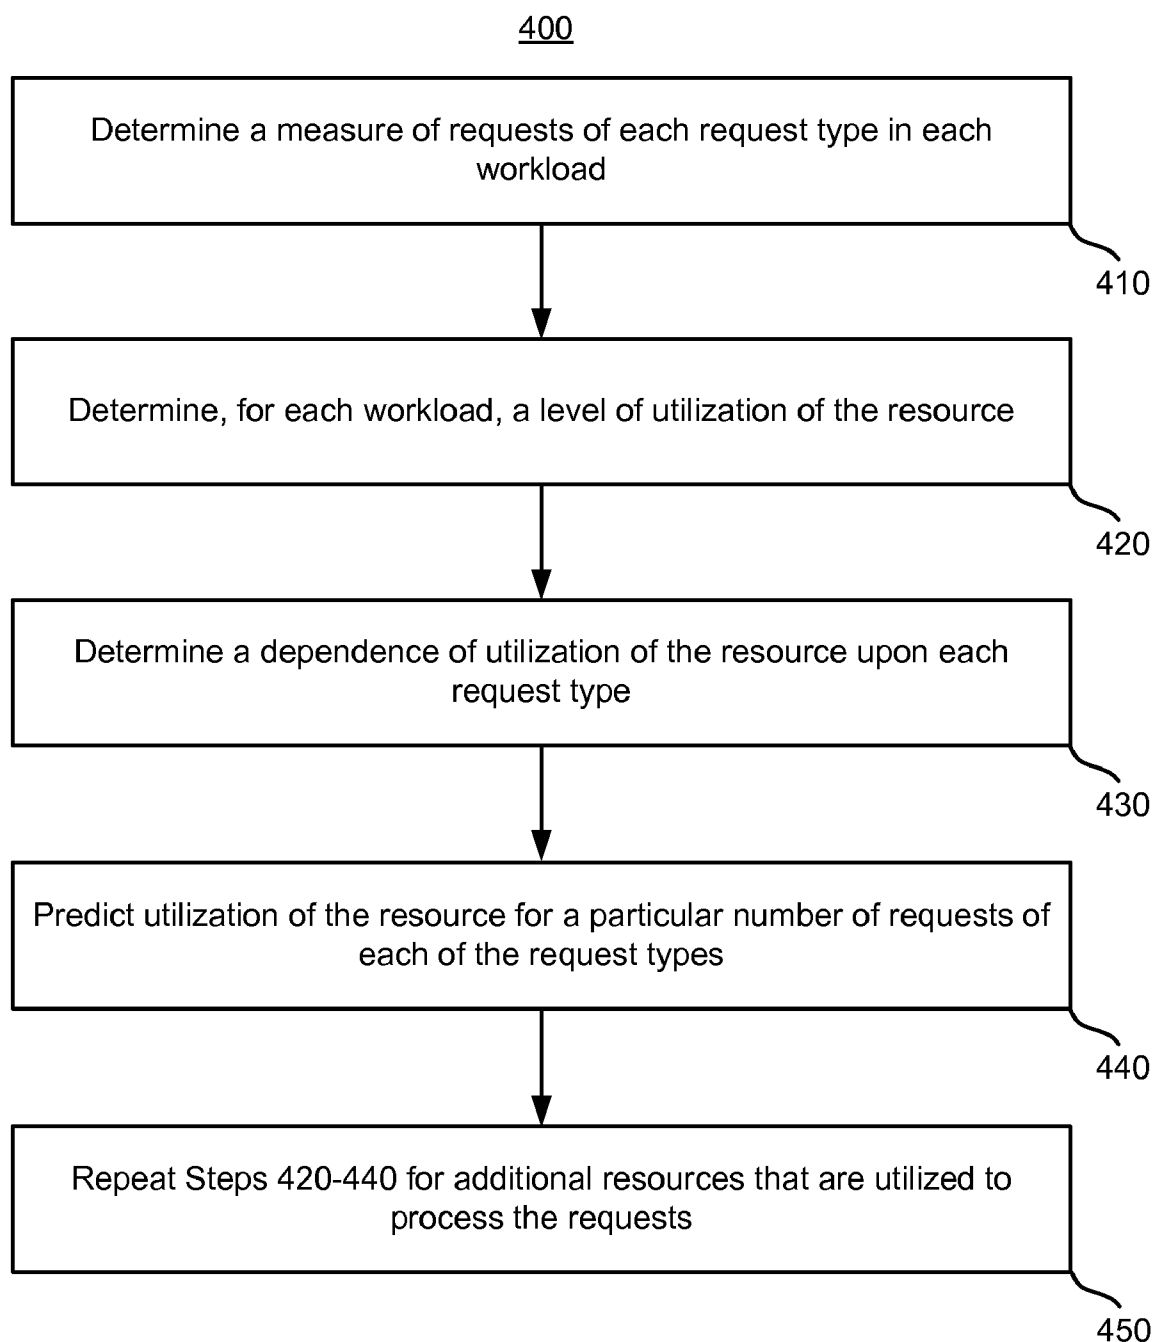 400
Determine a measure of requests of each request type in each
workload
410
Determine, for each workload, a level of utilization of the resource
420
Determine a dependence of utilization of the resource upon each
request type
430
Predict utilization of the resource for a particular number of requests of
each of the request types
440
Repeat Steps 420-440 for additional resources that are utilized to
process the requests
450